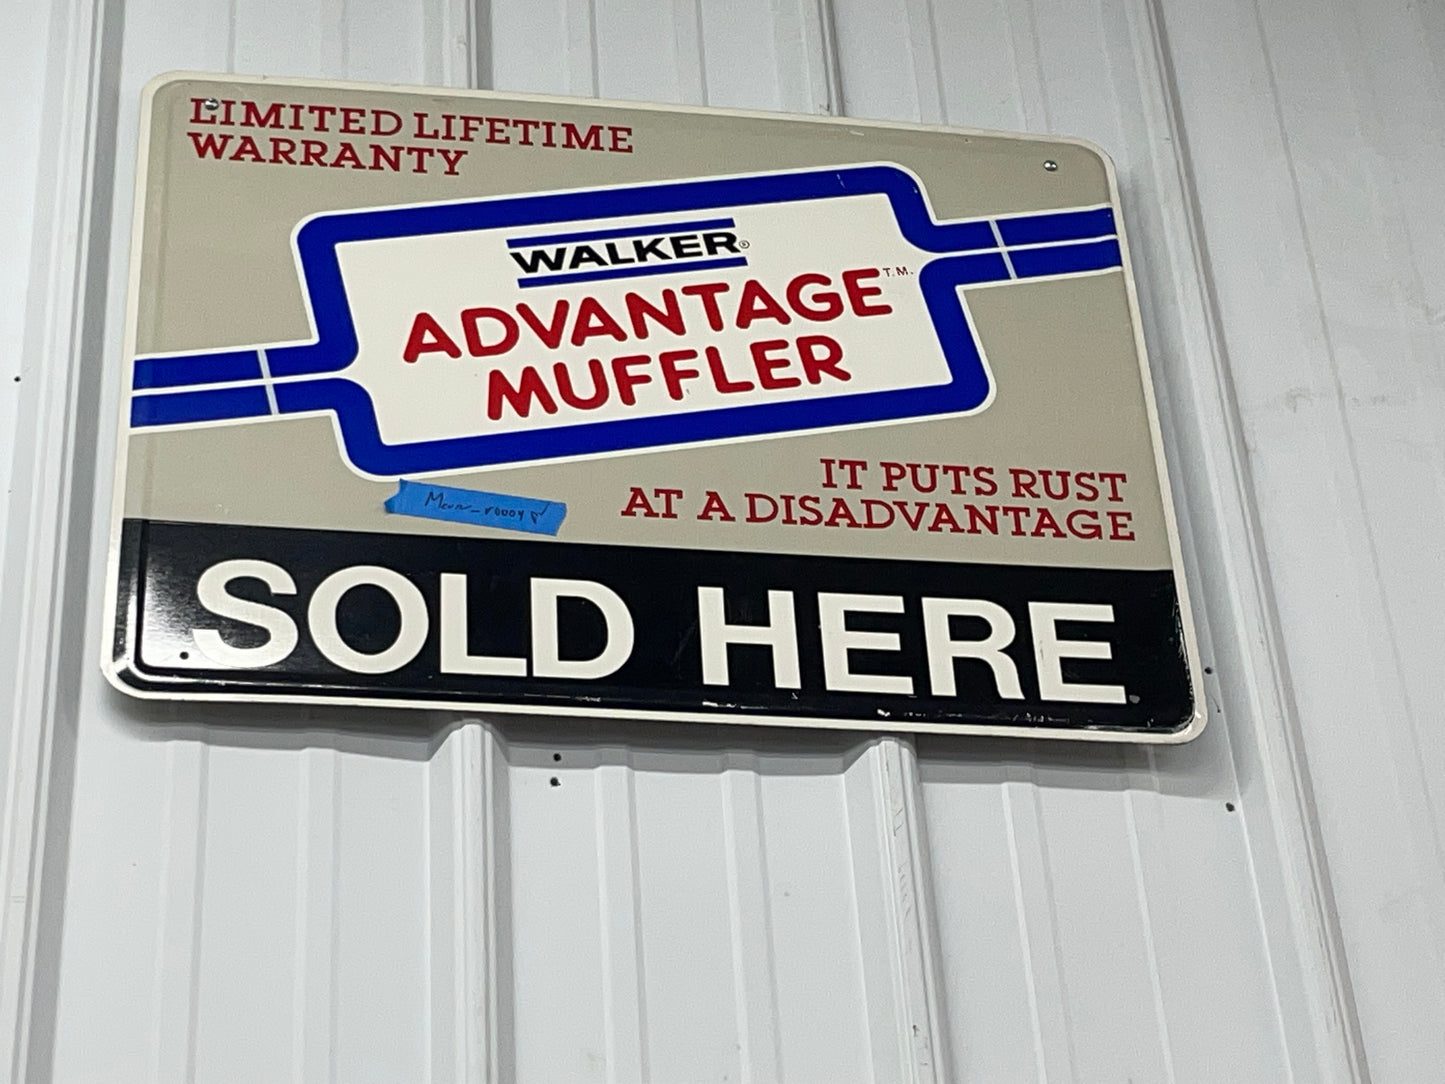 LIMITED LIFETIME
WARRANTY
WALKER®
ADVANTAGE T.M.
MUFFLER
IT PUTS RUST
AT A DISADVANTAGE
SOLD HERE